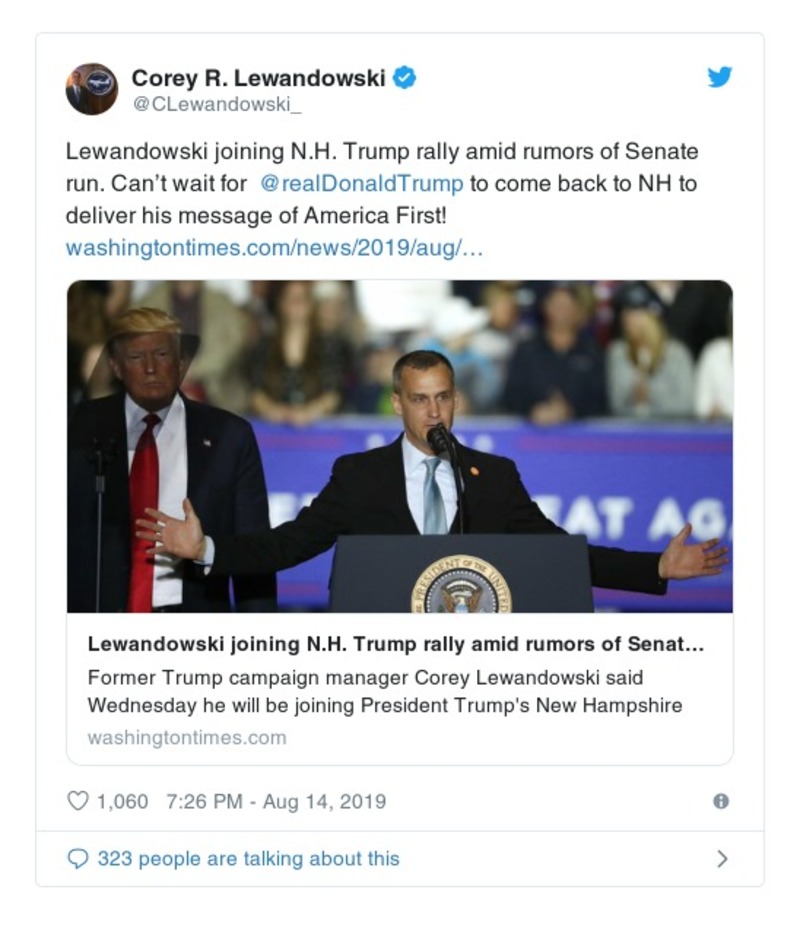 Corey R. Lewandowski
@CLewandowski_
Lewandowski joining N.H. Trump rally amid rumors of Senate
run. Can’t wait for @realDonaldTrump to come back to NH to
deliver his message of America First!
washingtontimes.com/news/2019/aug/…
EAT AG
PRESIDENT OF THE UNITED
Lewandowski joining N.H. Trump rally amid rumors of Senat...
Former Trump campaign manager Corey Lewandowski said
Wednesday he will be joining President Trump's New Hampshire
washingtontimes.com
1,060 7:26 PM - Aug 14, 2019
323 people are talking about this